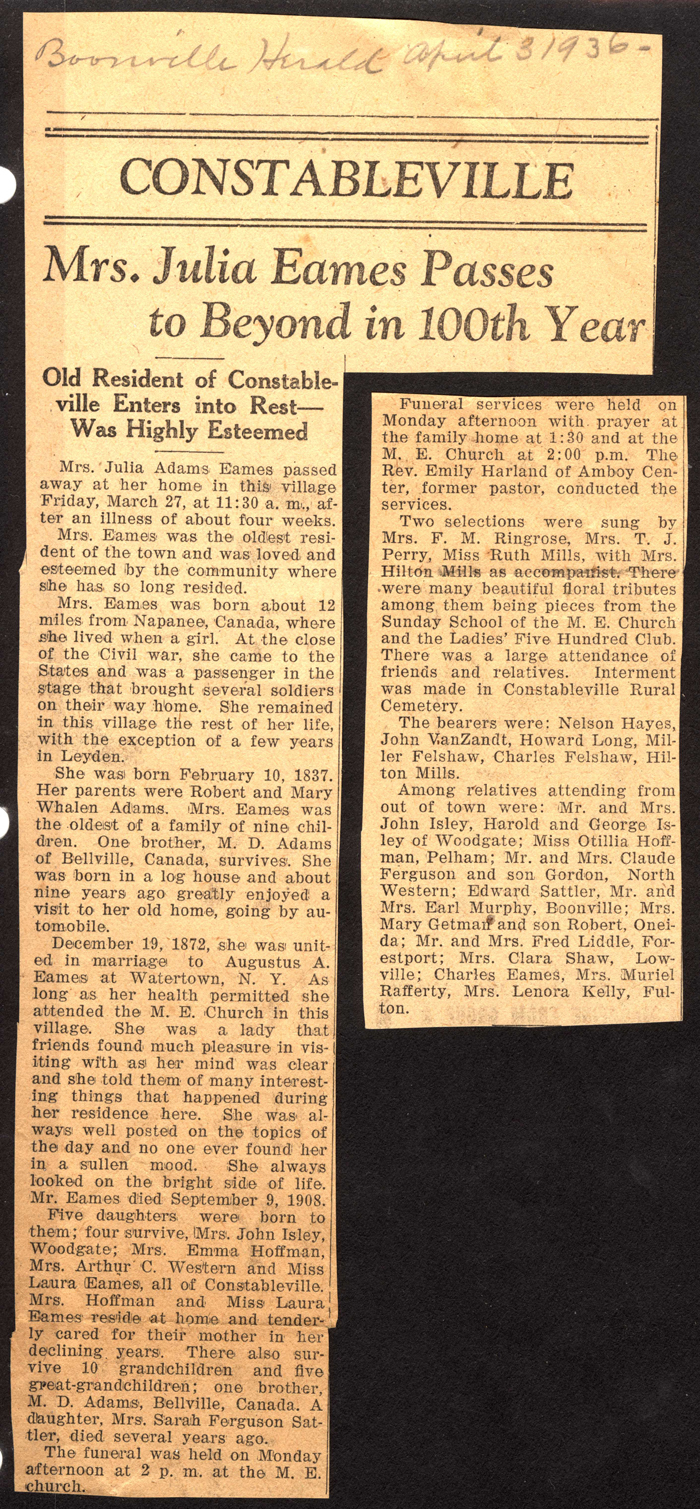 Boonville Herald April 3 1936-
CONSTABLEVILLE
Mrs. Julia Eames Passes
to Beyond in 100th Year
Old Resident of Constable-
ville Enters into Rest—
Was Highly Esteemed
Mrs. Julia Adams Eames passed
away at her home in this village
Friday, March 27, at 11:30 a. m., af-
ter an illness of about four weeks.
Mrs. Eames was the oldest resi-
dent of the town and was loved and
esteemed by the community where
she has so long resided.
Mrs. Eames was born about 12
miles from Napanee, Canada, where
she lived when a girl. At the close
of the Civil war, she came to the
States and was a passenger in the
stage that brought several soldiers
on their way home. She remained
in this village the rest of her life,
with the exception of a few years
in Leyden.
She was born February 10, 1837.
Her parents were Robert and Mary
Whalen Adams. Mrs. Eames was
the oldest of a family of nine chil-
dren. One brother, M. D. Adams
of Bellville, Canada, survives. She
was born in a log house and about
nine years ago greatly enjoyed a
visit to her old home, going by au-
tomobile.
December 19, 1872, she was unit-
ed in marriage to Augustus A.
Eames at Watertown, N. Y. As
long as her health permitted she
attended the M. E. Church in this
village. She was a lady that
friends found much pleasure in vis-
iting with as her mind was clear
and she told them of many interest-
ing things that happened during
her residence here. She was al-
ways well posted on the topics of
the day and no one ever found her
in a sullen mood. She always
looked on the bright side of life.
Mr. Eames died September 9, 1908.
Five daughters were born to
them; four survive, Mrs. John Isley,
Woodgate; Mrs. Emma Hoffman,
Mrs. Arthur C. Western and Miss
Laura Eames, all of Constableville.
Mrs. Hoffman and Miss Laura
Eames reside at home and tender-
ly cared for their mother in her
declining years. There also sur-
vive 10 grandchildren and five
great-grandchildren; one brother,
M. D. Adams, Bellville, Canada. A
daughter, Mrs. Sarah Ferguson Sat-
tler, died several years ago.
The funeral was held on Monday
afternoon at 2 p. m. at the M. E.
church.
Funeral services were held on
Monday afternoon with prayer at
the family home at 1:30 and at the
M. E. Church at 2:00 p.m. The
Rev. Emily Harland of Amboy Cen-
ter, former pastor, conducted the
services.
Two selections were sung by
Mrs. F. M. Ringrose, Mrs. T. J.
Perry, Miss Ruth Mills, with Mrs.
Hilton Mills as accompanist. There
were many beautiful floral tributes
among them being pieces from the
Sunday School of the M. E. Church
and the Ladies' Five Hundred Club.
There was a large attendance of
friends and relatives. Interment
was made in Constableville Rural
Cemetery.
The bearers were: Nelson Hayes,
John VanZandt, Howard Long, Mil-
ler Felshaw, Charles Felshaw, Hil-
ton Mills.
Among relatives attending from
out of town were: Mr. and Mrs.
John Isley, Harold and George Is-
ley of Woodgate; Miss Otillia Hoff-
man, Pelham; Mr. and Mrs. Claude
Ferguson and son Gordon, North
Western; Edward Sattler, Mr. and
Mrs. Earl Murphy, Boonville; Mrs.
Mary Getman and son Robert, Onei-
da; Mr. and Mrs. Fred Liddle, For-
estport; Mrs. Clara Shaw, Low-
ville; Charles Eames, Mrs. Muriel
Rafferty, Mrs. Lenora Kelly, Ful-
ton.